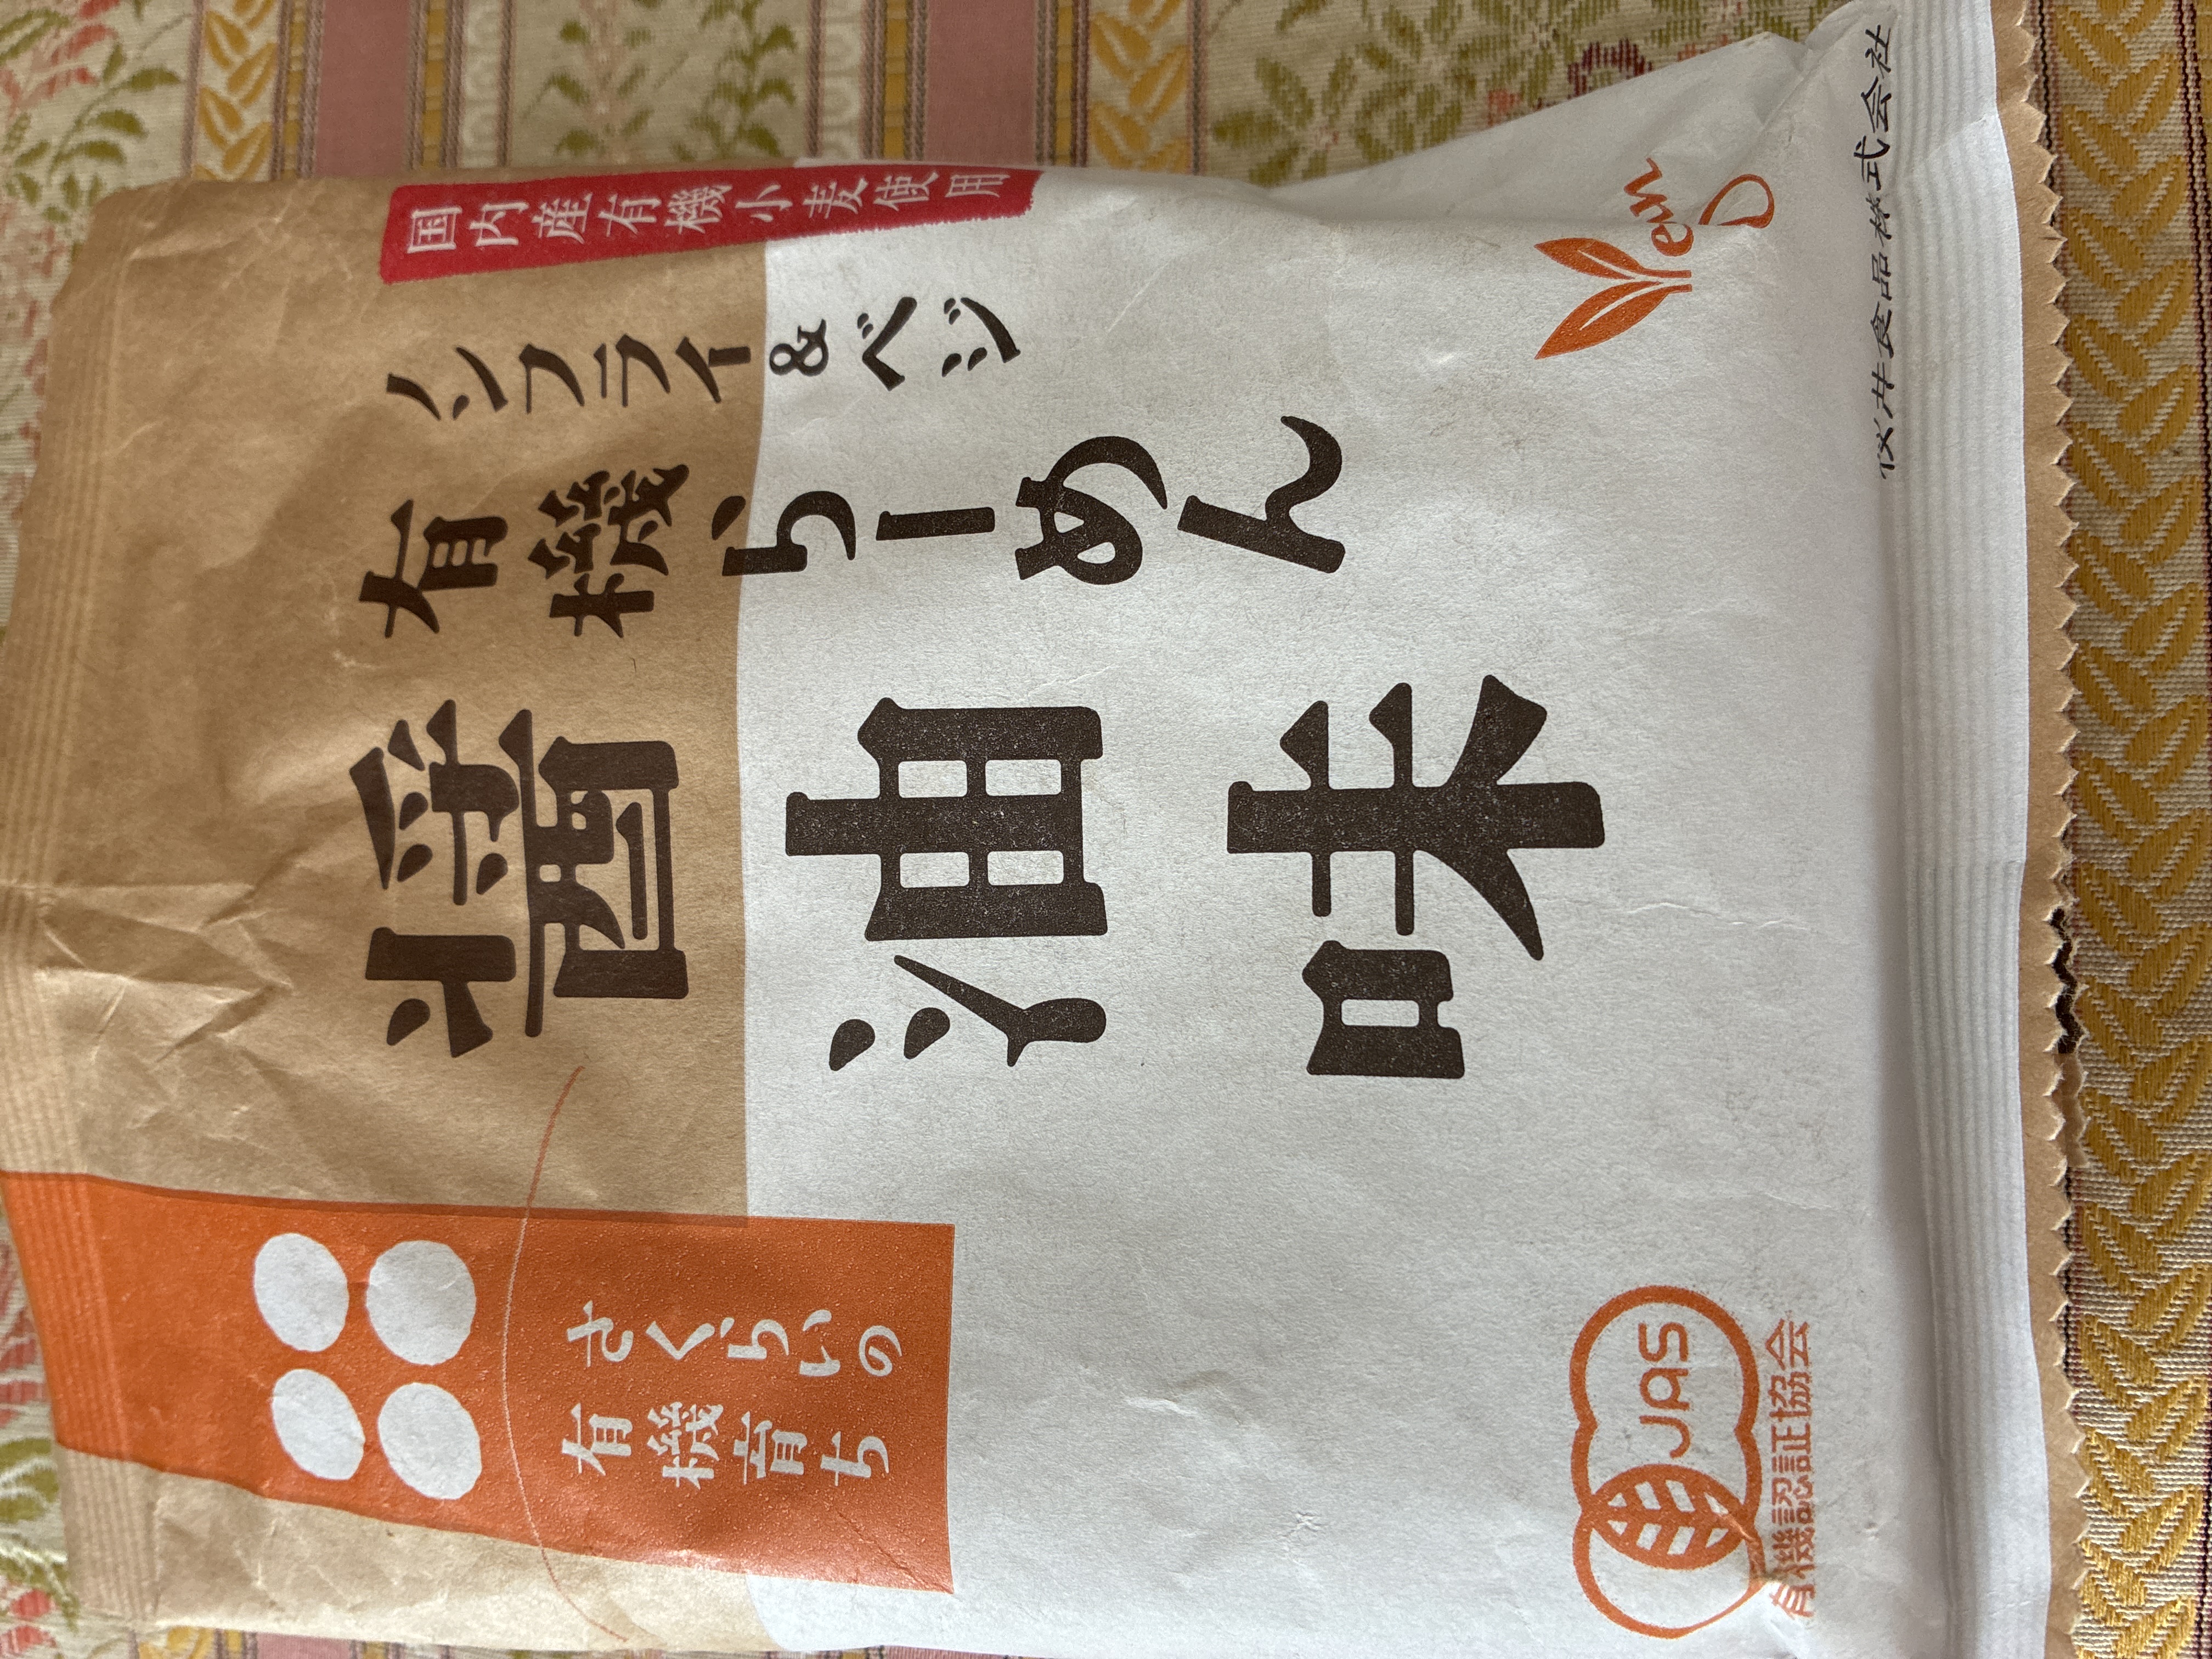 国内産有機小麦使用
ノンフライ&ベジ
有機らーめん
醤油味
さくらいの
有機育ち
Vegan
JAS
有機認証協会
桜井食品株式会社